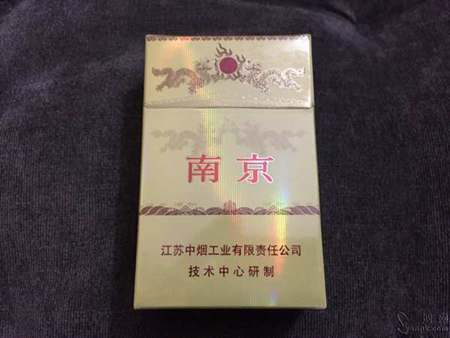 南京
江苏中烟工业有限责任公司
技术中心研制